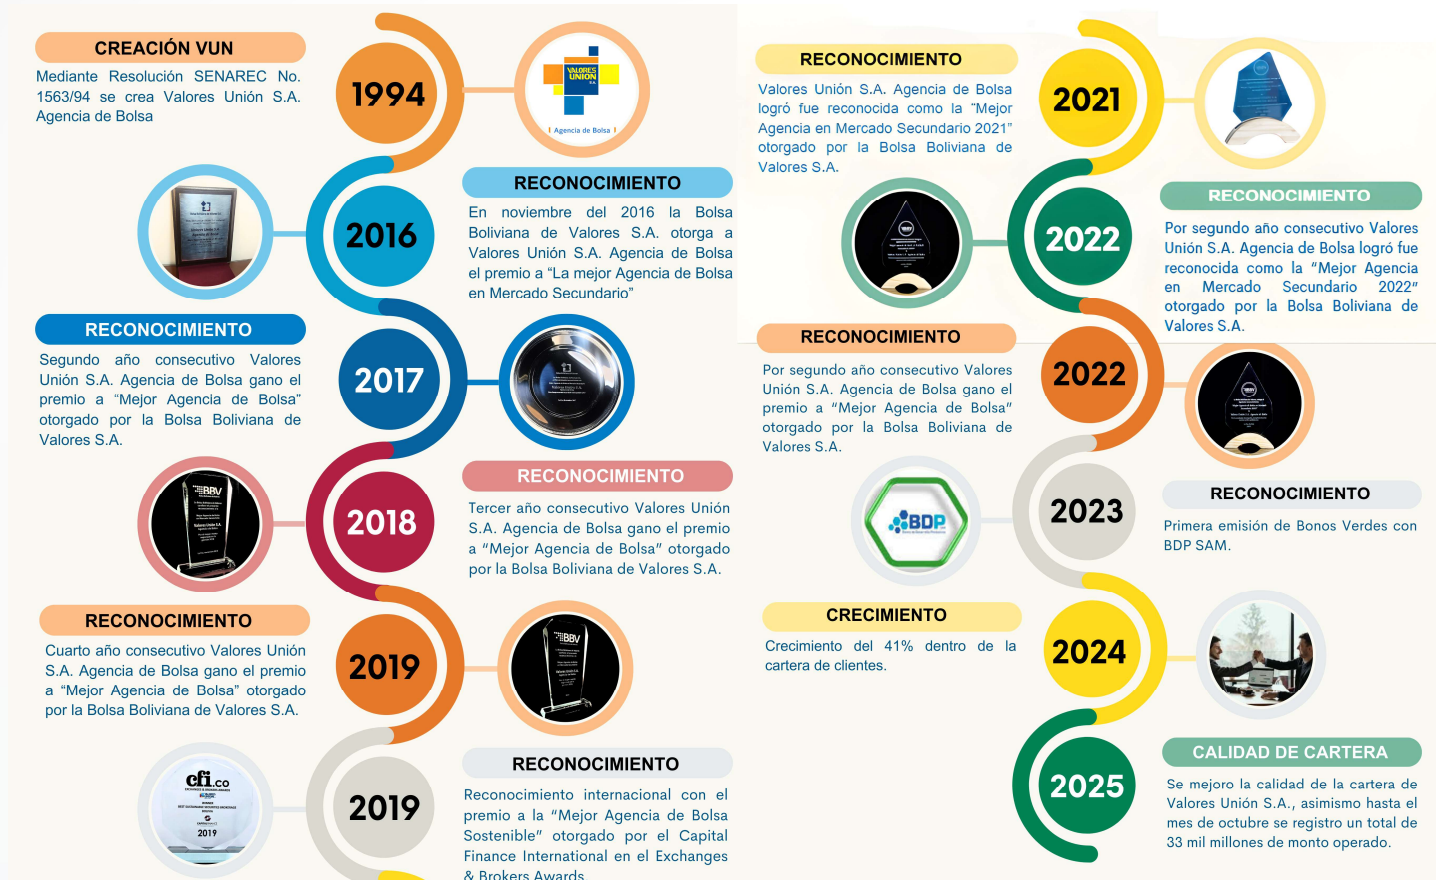 CREACIÓN VUN
Mediante Resolución SENAREC No.
1563/94 se crea Valores Unión S.A.
Agencia de Bolsa
1994
VALORES
UNION
S.A.
Agencia de Bolsa
2016
RECONOCIMIENTO
En noviembre del 2016 la Bolsa
Boliviana de Valores S.A. otorga a
Valores Unión S.A. Agencia de Bolsa
el premio a “La mejor Agencia de Bolsa
en Mercado Secundario”
RECONOCIMIENTO
Segundo año consecutivo Valores
Unión S.A. Agencia de Bolsa gano el
premio a “Mejor Agencia de Bolsa”
otorgado por la Bolsa Boliviana de
Valores S.A.
2017
BBV
Valores Unión S.A.
2018
RECONOCIMIENTO
Tercer año consecutivo Valores Unión
S.A. Agencia de Bolsa gano el premio
a “Mejor Agencia de Bolsa” otorgado
por la Bolsa Boliviana de Valores S.A.
RECONOCIMIENTO
Cuarto año consecutivo Valores Unión
S.A. Agencia de Bolsa gano el premio
a “Mejor Agencia de Bolsa” otorgado
por la Bolsa Boliviana de Valores S.A.
2019
BBV
cfi.co
2019
2019
RECONOCIMIENTO
Reconocimiento internacional con el
premio a la “Mejor Agencia de Bolsa
Sostenible” otorgado por el Capital
Finance International en el Exchanges
& Brokers Awards.
RECONOCIMIENTO
Valores Unión S.A. Agencia de Bolsa
logró fue reconocida como la “Mejor
Agencia en Mercado Secundario 2021”
otorgado por la Bolsa Boliviana de
Valores S.A.
2021
2022
RECONOCIMIENTO
Por segundo año consecutivo Valores
Unión S.A. Agencia de Bolsa logró fue
reconocida como la “Mejor Agencia
en Mercado Secundario 2022”
otorgado por la Bolsa Boliviana de
Valores S.A.
RECONOCIMIENTO
Por segundo año consecutivo Valores
Unión S.A. Agencia de Bolsa gano el
premio a “Mejor Agencia de Bolsa”
otorgado por la Bolsa Boliviana de
Valores S.A.
2022
BBV
BDP
2023
RECONOCIMIENTO
Primera emisión de Bonos Verdes con
BDP SAM.
CRECIMIENTO
Crecimiento del 41% dentro de la
cartera de clientes.
2024
2025
CALIDAD DE CARTERA
Se mejoro la calidad de la cartera de
Valores Unión S.A., asimismo hasta el
mes de octubre se registro un total de
33 mil millones de monto operado.